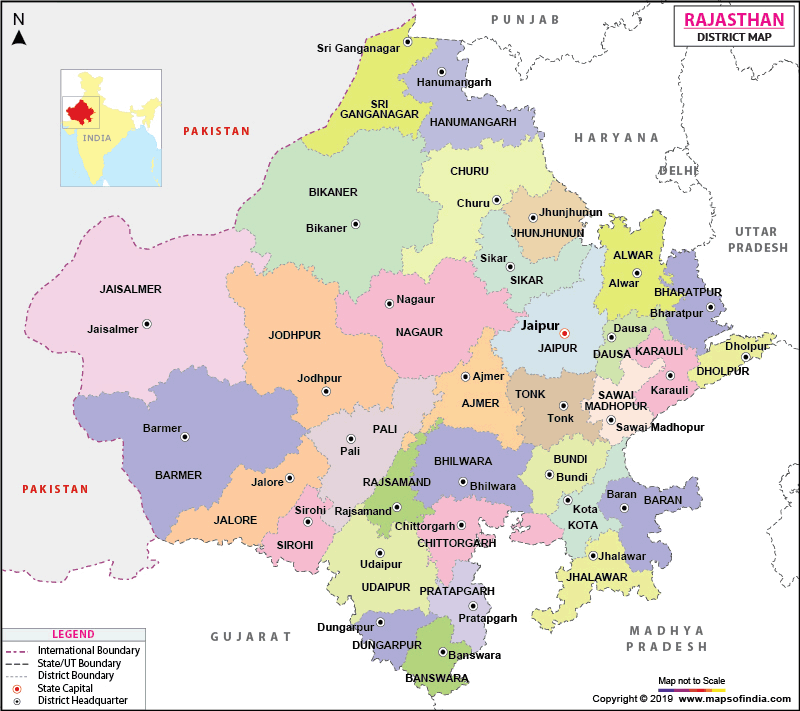 N
PUNJAB
RAJASTHAN
DISTRICT MAP
Sri Ganganagar
Hanumangarh
SRI
GANGANAGAR
HANUMANGARH
PAKISTAN
INDIA
HARYANA
DELHI
CHURU
Churu
BIKANER
Bikaner
Jhunjhunun
JHUNJHUNUN
UTTAR
PRADESH
Sikar
SIKAR
ALWAR
Alwar
JAISALMER
Jaisalmer
BHARATPUR
Bharatpur
Nagaur
NAGAUR
JODHPUR
Jodhpur
Jaipur
JAIPUR
Dausa
DAUSA
KARAULI
Karauli
Dholpur
DHOLPUR
Ajmer
AJMER
TONK
Tonk
SAWAI
MADHOPUR
Sawai Madhopur
Barmer
BARMER
PALI
Pali
BHILWARA
Bhilwara
BUNDI
Bundi
RAJSAMAND
Rajsamand
Jalore
JALORE
PAKISTAN
Sirohi
SIROHI
Chittorgarh
CHITTORGARH
Kota
KOTA
Baran
BARAN
Udaipur
UDAIPUR
Jhalawar
JHALAWAR
PRATAPGARH
Pratapgarh
GUJARAT
Dungarpur
DUNGARPUR
Banswara
BANSWARA
MADHYA
PRADESH
LEGEND
International Boundary
State/UT Boundary
District Boundary
State Capital
District Headquarter
Map not to Scale
Copyright © 2019 www.mapsofindia.com